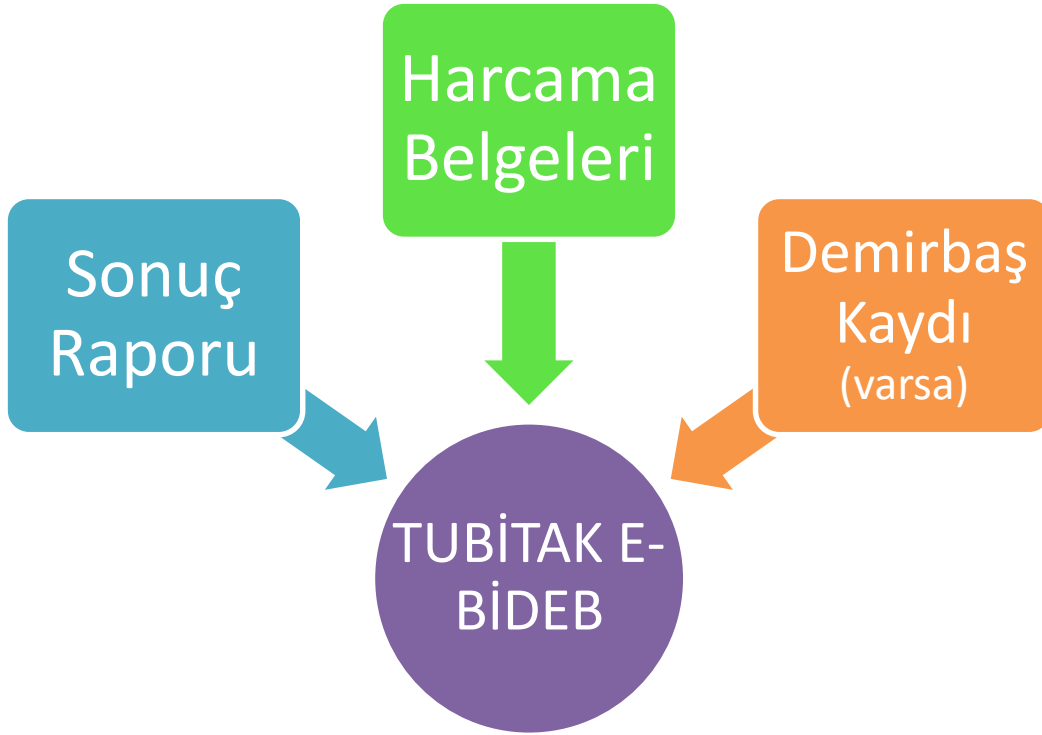 Harcama
Belgeleri
Sonuç
Raporu
Demirbaş
Kaydı
(varsa)
TUBİTAK E-
BİDEB